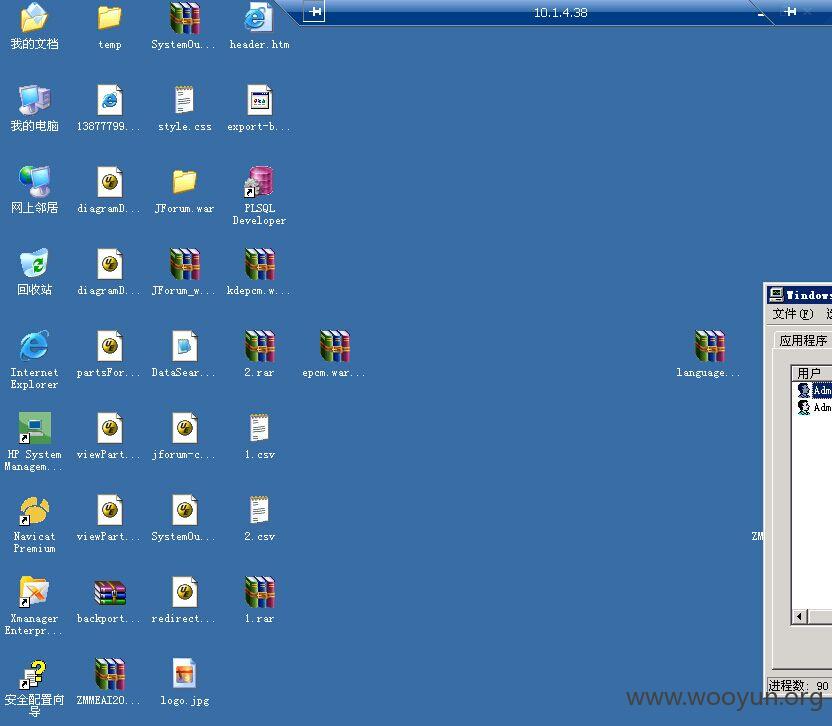 10.1.4.38
我的文档
temp
SystemOu...
header.htm
我的电脑
13877799...
style.css
export-b...
网上邻居
diagramD...
JForum.war
PLSQL
Developer
回收站
diagramD...
JForum_w...
kdepcm.w...
Internet
Explorer
partsFor...
DataSear...
2.rar
epcm.war...
language...
HP System
Managem...
viewPart...
jforum-c...
1.csv
Navicat
Premium
viewPart...
SystemOu...
2.csv
ZM
Xmanager
Enterpr...
backport...
redirect...
1.rar
安全配置向
导
ZMMEAI20...
logo.jpg
Windows
文件(F)
应用程序
用户
Adm
Adm
进程数: 90
www.wooyun.org